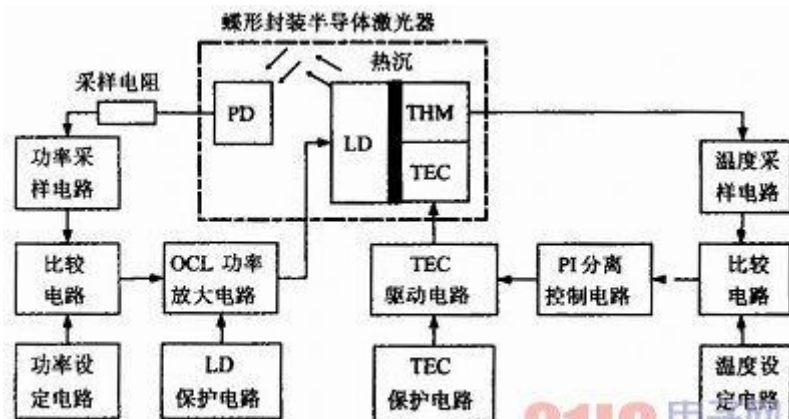 蝶形封装半导体激光器
热沉
采样电阻
PD
LD
THM
TEC
功率采
样电路
温度采
样电路
比较
电路
OCL 功率
放大电路
TEC
驱动电路
PI分离
控制电路
比较
电路
功率设
定电路
LD
保护电路
TEC
保护电路
温度设
定电路